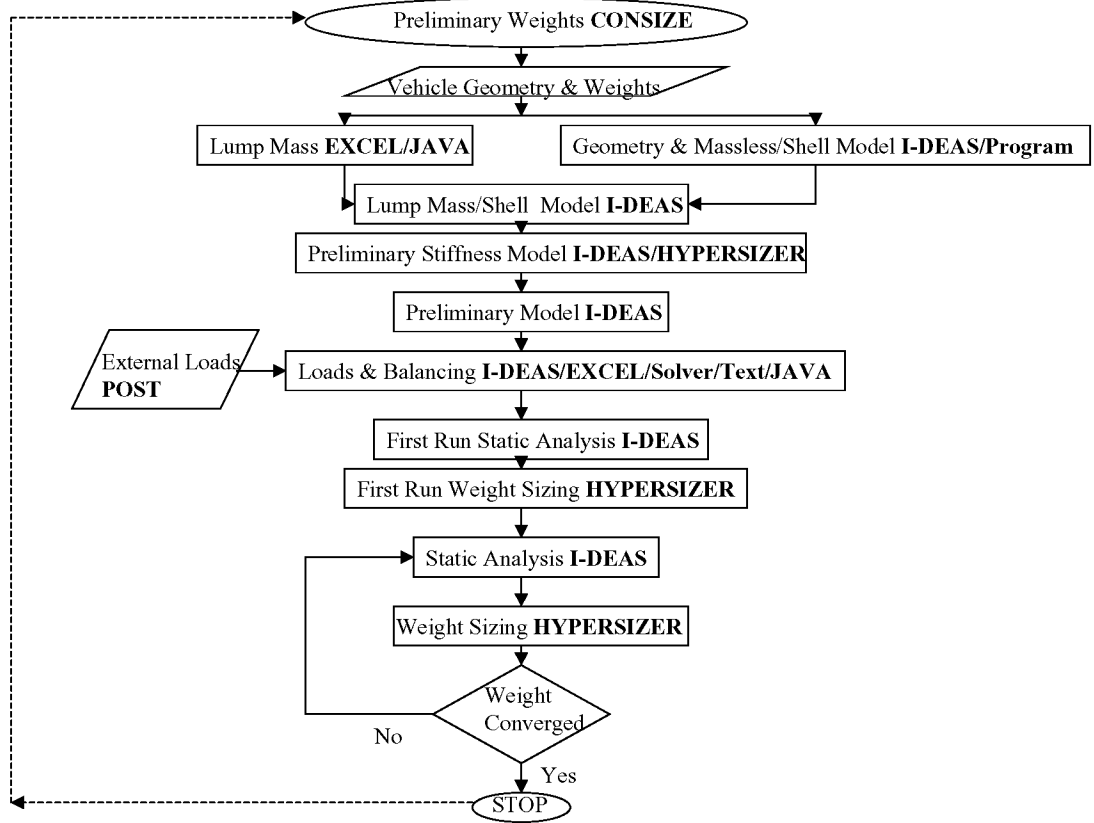 Preliminary Weights CONSIZE
Vehicle Geometry & Weights
Lump Mass EXCEL/JAVA
Geometry & Massless/Shell Model I-DEAS/Program
Lump Mass/Shell Model I-DEAS
Preliminary Stiffness Model I-DEAS/HYPERSIZER
Preliminary Model I-DEAS
External Loads
POST
Loads & Balancing I-DEAS/EXCEL/Solver/Text/JAVA
First Run Static Analysis I-DEAS
First Run Weight Sizing HYPERSIZER
Static Analysis I-DEAS
Weight Sizing HYPERSIZER
Weight
Converged
No
Yes
STOP